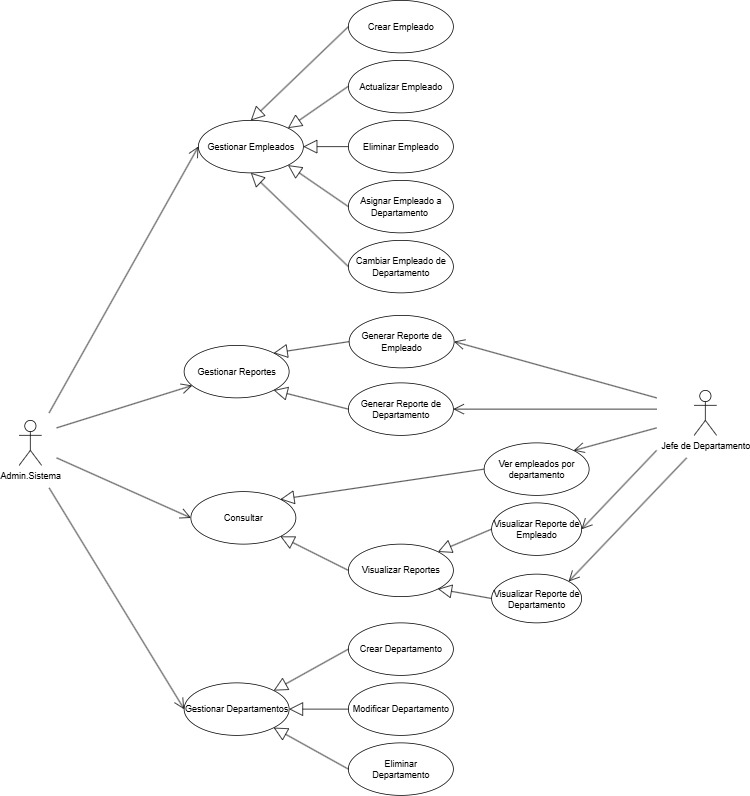 Crear Empleado
Actualizar Empleado
Gestionar Empleados
Eliminar Empleado
Asignar Empleado a
Departamento
Cambiar Empleado de
Departamento
Generar Reporte de
Empleado
Gestionar Reportes
Generar Reporte de
Departamento
Jefe de Departamento
Admin.Sistema
Ver empleados por
departamento
Consultar
Visualizar Reporte de
Empleado
Visualizar Reportes
Visualizar Reporte de
Departamento
Crear Departamento
Gestionar Departamentos
Modificar Departamento
Eliminar
Departamento